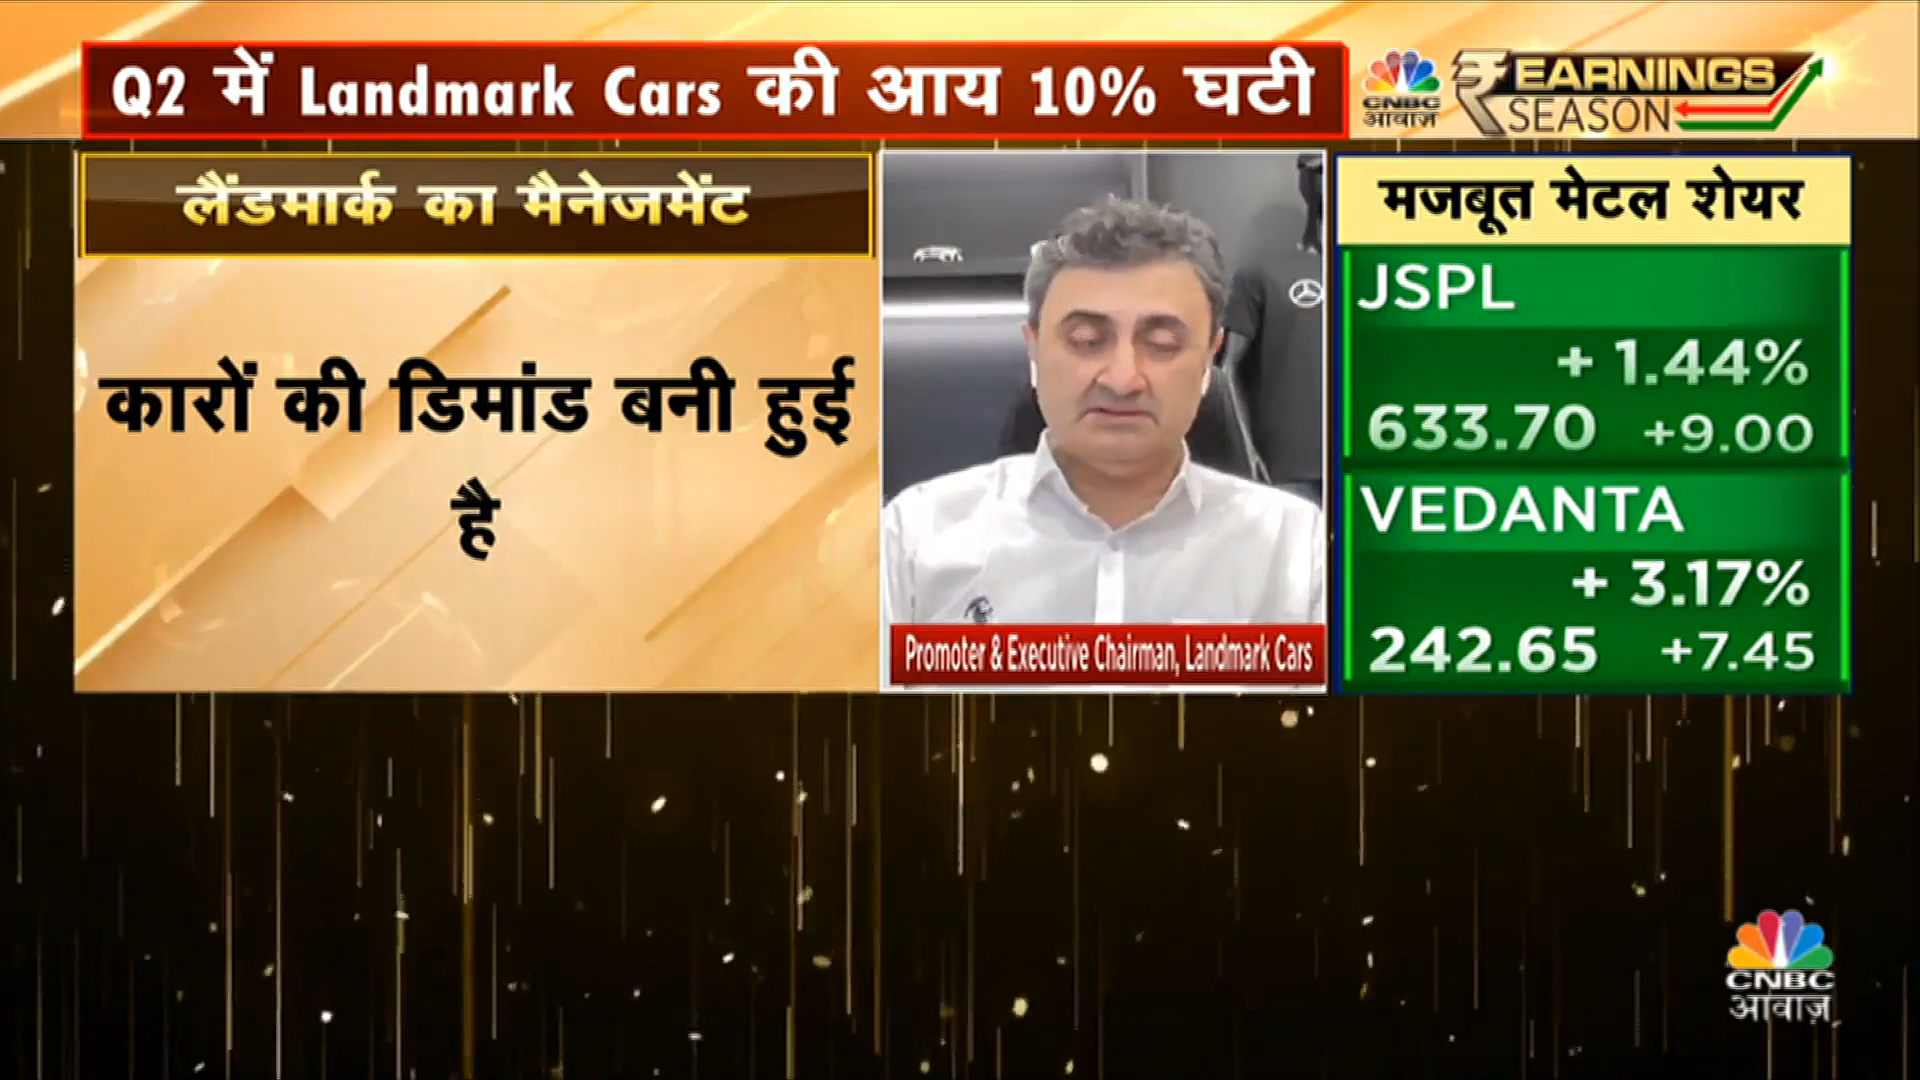 Q2 में Landmark Cars की आय 10% घटी
CNBC
आवाज़
₹ EARNINGS
SEASON
लैंडमार्क का मैनेजमेंट
कारों की डिमांड बनी हुई
है
Promoter & Executive Chairman, Landmark Cars
मजबूत मेटल शेयर
JSPL
+ 1.44%
633.70 +9.00
VEDANTA
+ 3.17%
242.65 +7.45
CNBC
आवाज़